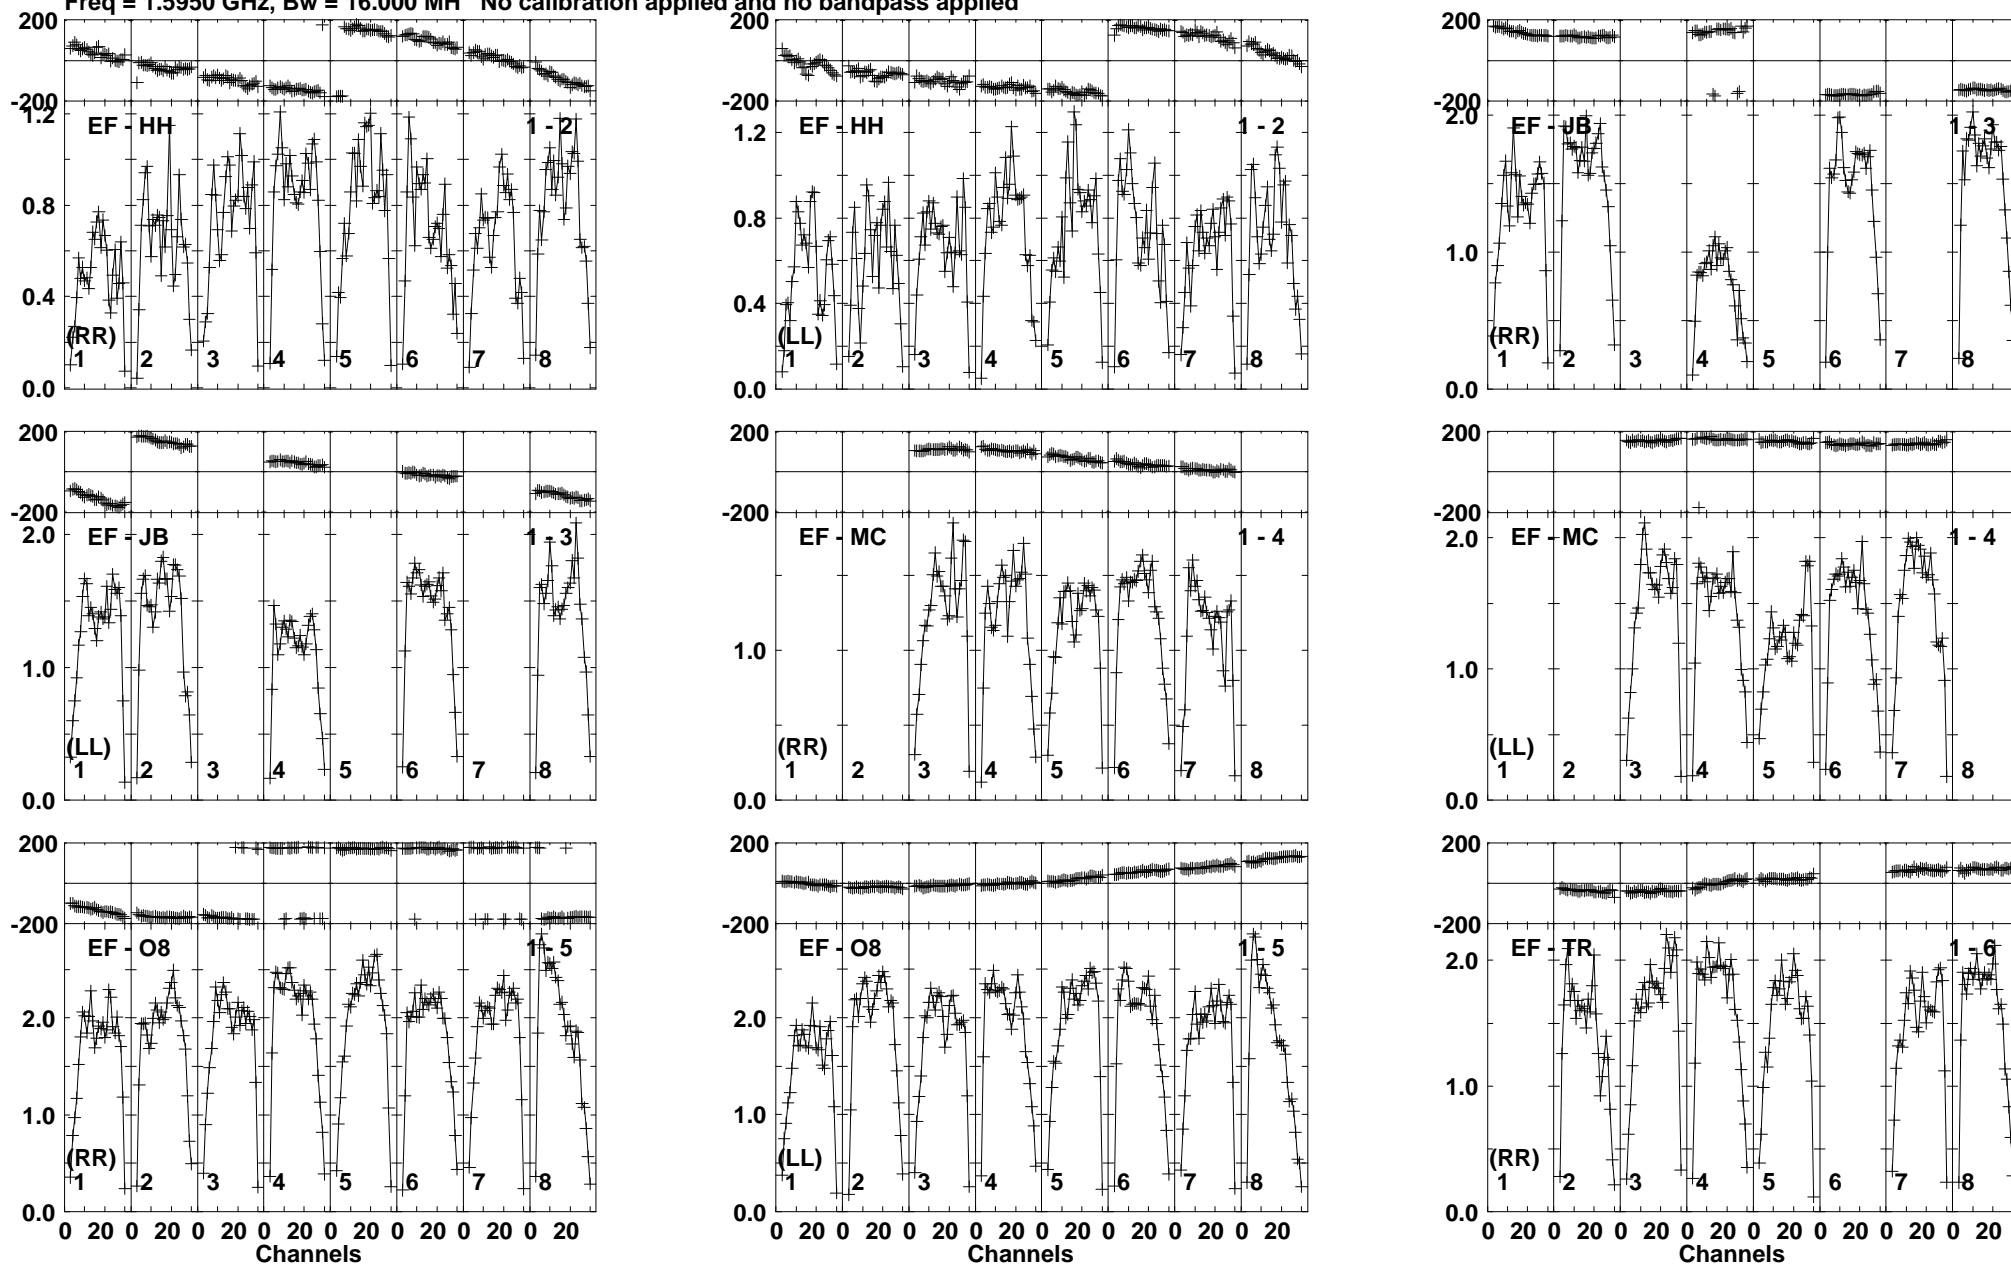 Freq = 1.5950 GHz, Bw = 16.000 MH No calibration applied and no bandpass applied
200 200 200
-200 -200 -200
1.2 EF - HH 1 - 2 EF - HH 1 - 2 2.0 EF - JB 1 - 3
1.2
0.8 0.8 1.0
0.4 0.4
(RR) (LL) (RR)
1 2 3 4 5 6 7 8 1 2 3 4 5 6 7 8 1 2 3 4 5 6 7 8
0.0 0.0 0.0
200 200 200
-200 -200 -200
2.0 EF - JB 1 - 3 EF - MC 1 - 4 2.0 EF - MC 1 - 4
1.0 1.0 1.0
(LL) (RR) (LL)
1 2 3 4 5 6 7 8 1 2 3 4 5 6 7 8 1 2 3 4 5 6 7 8
0.0 0.0 0.0
200 200 200
-200 -200 -200
EF - O8 1 - 5 EF - O8 1 - 5 EF - TR 1 - 6
2.0 2.0 2.0
1.0 1.0 1.0
(RR) (LL) (RR)
1 2 3 4 5 6 7 8 1 2 3 4 5 6 7 8 1 2 3 4 5 6 7 8
0.0 0.0 0.0
0 20 0 20 0 20 0 20 0 20 0 20 0 20 0 20 0 20 0 20 0 20 0 20 0 20 0 20 0 20 0 20 0 20 0 20 0 20 0 20 0 20 0 20 0 20 0 20
Channels Channels Channels